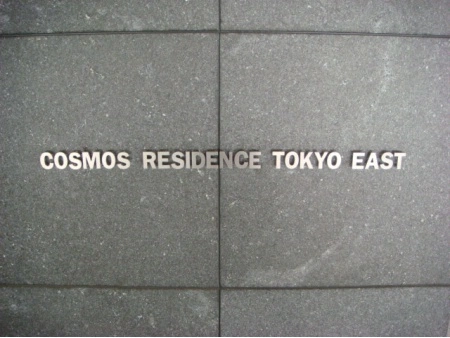 COSMOS RESIDENCE TOKYO EAST